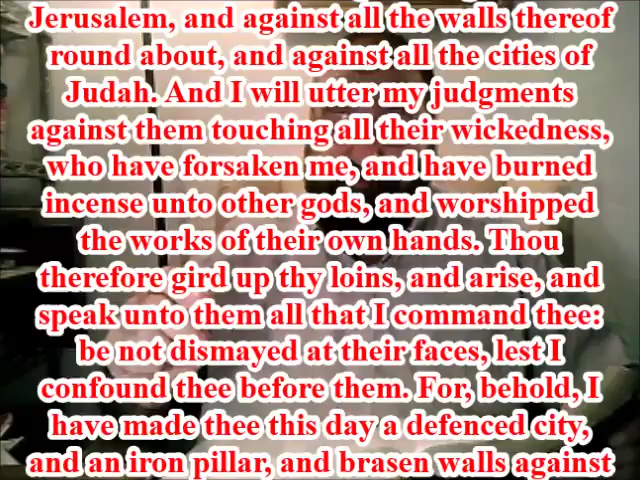 Jerusalem, and against all the walls thereof
round about, and against all the cities of
Judah. And I will utter my judgments
against them touching all their wickedness,
who have forsaken me, and have burned
incense unto other gods, and worshipped
the works of their own hands. Thou
therefore gird up thy loins, and arise, and
speak unto them all that I command thee:
be not dismayed at their faces, lest I
confound thee before them. For, behold, I
have made thee this day a defenced city,
and an iron pillar, and brasen walls against